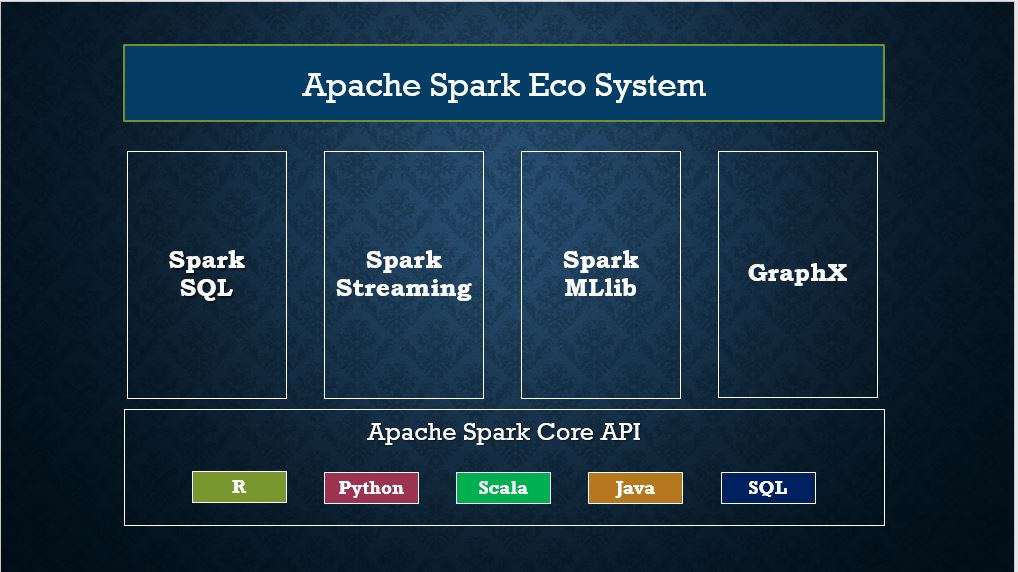 Apache Spark Eco System
Spark
SQL
Spark
Streaming
Spark
MLlib
GraphX
Apache Spark Core API
R
Python
Scala
Java
SQL